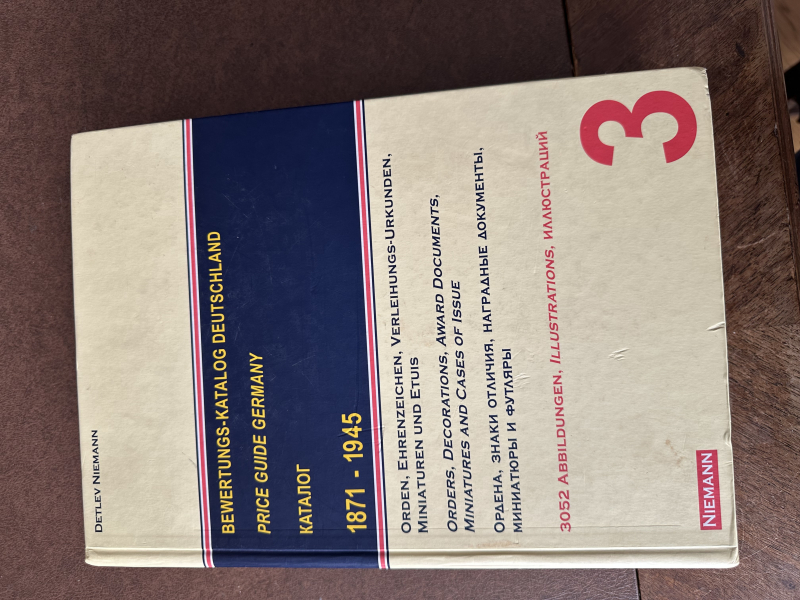 DETLEV NIEMANN
BEWERTUNGS-KATALOG DEUTSCHLAND
PRICE GUIDE GERMANY
КАТАЛОГ
1871 - 1945
ORDEN, EHRENZEICHEN, VERLEIHUNGS-URKUNDEN,
MINIATUREN UND ETUIS
ORDERS, DECORATIONS, AWARD DOCUMENTS,
MINIATURES AND CASES OF ISSUE
ОРДЕНА, ЗНАКИ ОТЛИЧИЯ, НАГРАДНЫЕ ДОКУМЕНТЫ,
МИНИАТЮРЫ И ФУТЛЯРЫ
3052 ABBILDUNGEN, ILLUSTRATIONS, ИЛЛЮСТРАЦИЙ
NIEMANN
3